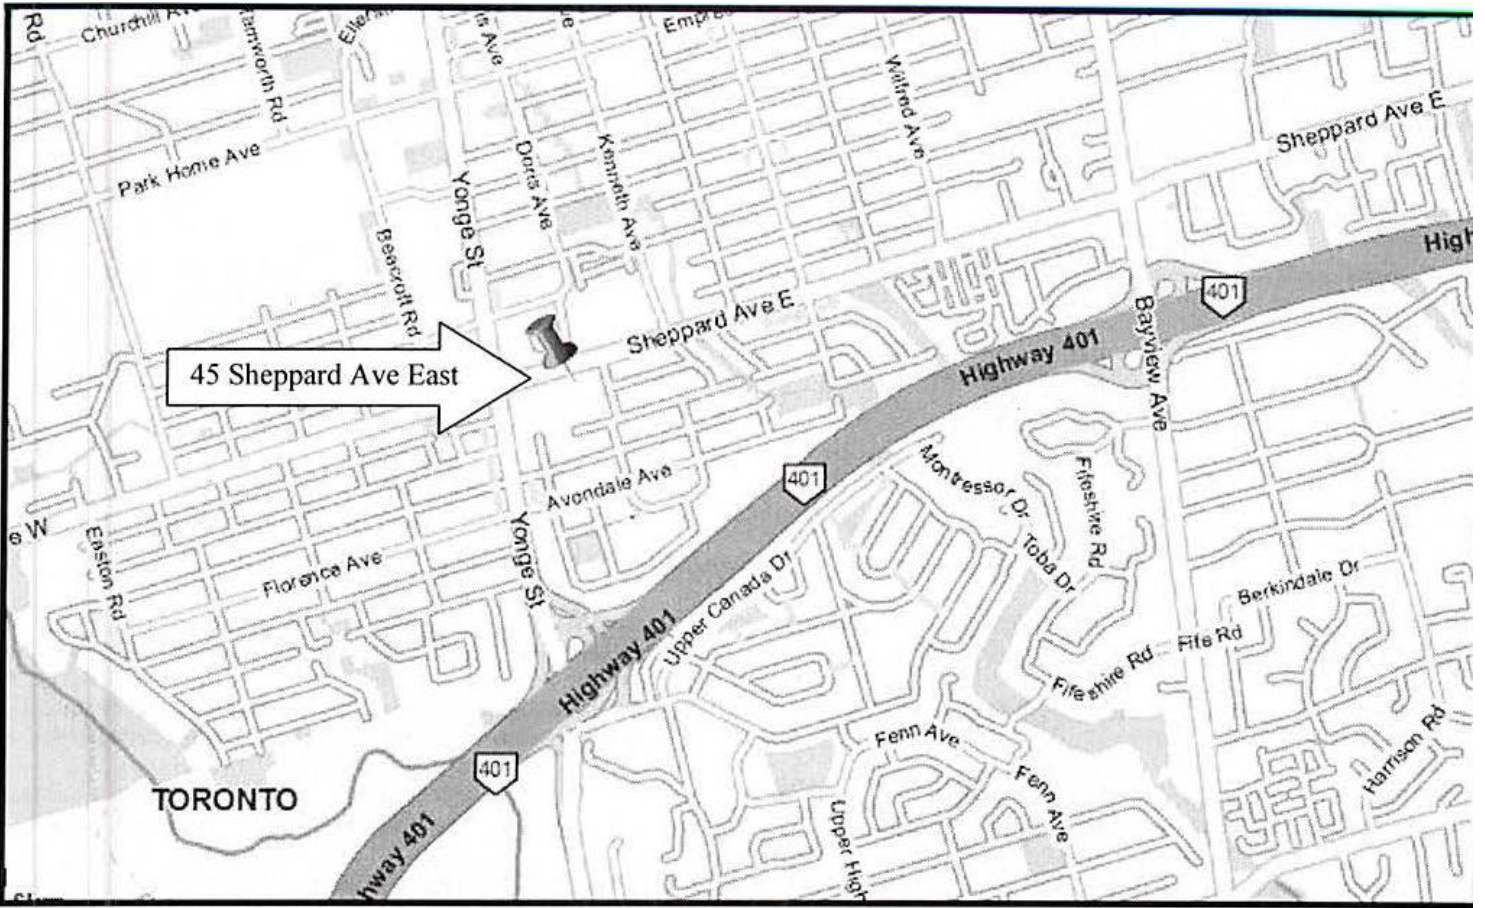 Rd
Churchill Av
Park Home Ave
Beecroft Rd
Yonge St
Doris Ave
Kenneth Ave
Empre
Wilfred Ave
Sheppard Ave E
Sheppard Ave E
45 Sheppard Ave East
High
401
Bayview Ave
Highway 401
401
Avondale Ave
Montressor Dr
Fifeshire Rd
Toba Dr
e W
Easton Rd
Florence Ave
Yonge St
Upper Canada Dr
Highway 401
Berkindale Dr
Fife Rd
Fifeshire Rd
Fenn Ave
Fenn Ave
Harrison Rd
401
TORONTO
hway 401
Upper High